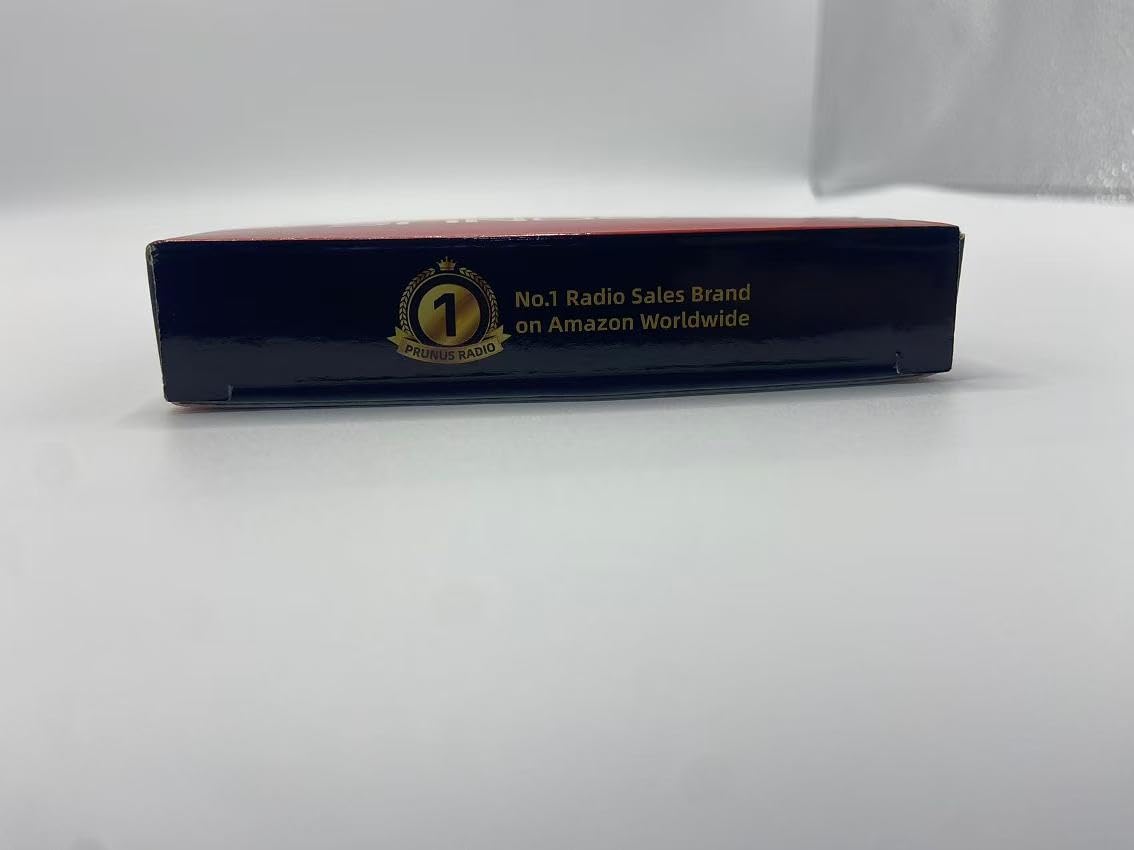 1
PRUNUS RADIO
No.1 Radio Sales Brand
on Amazon Worldwide